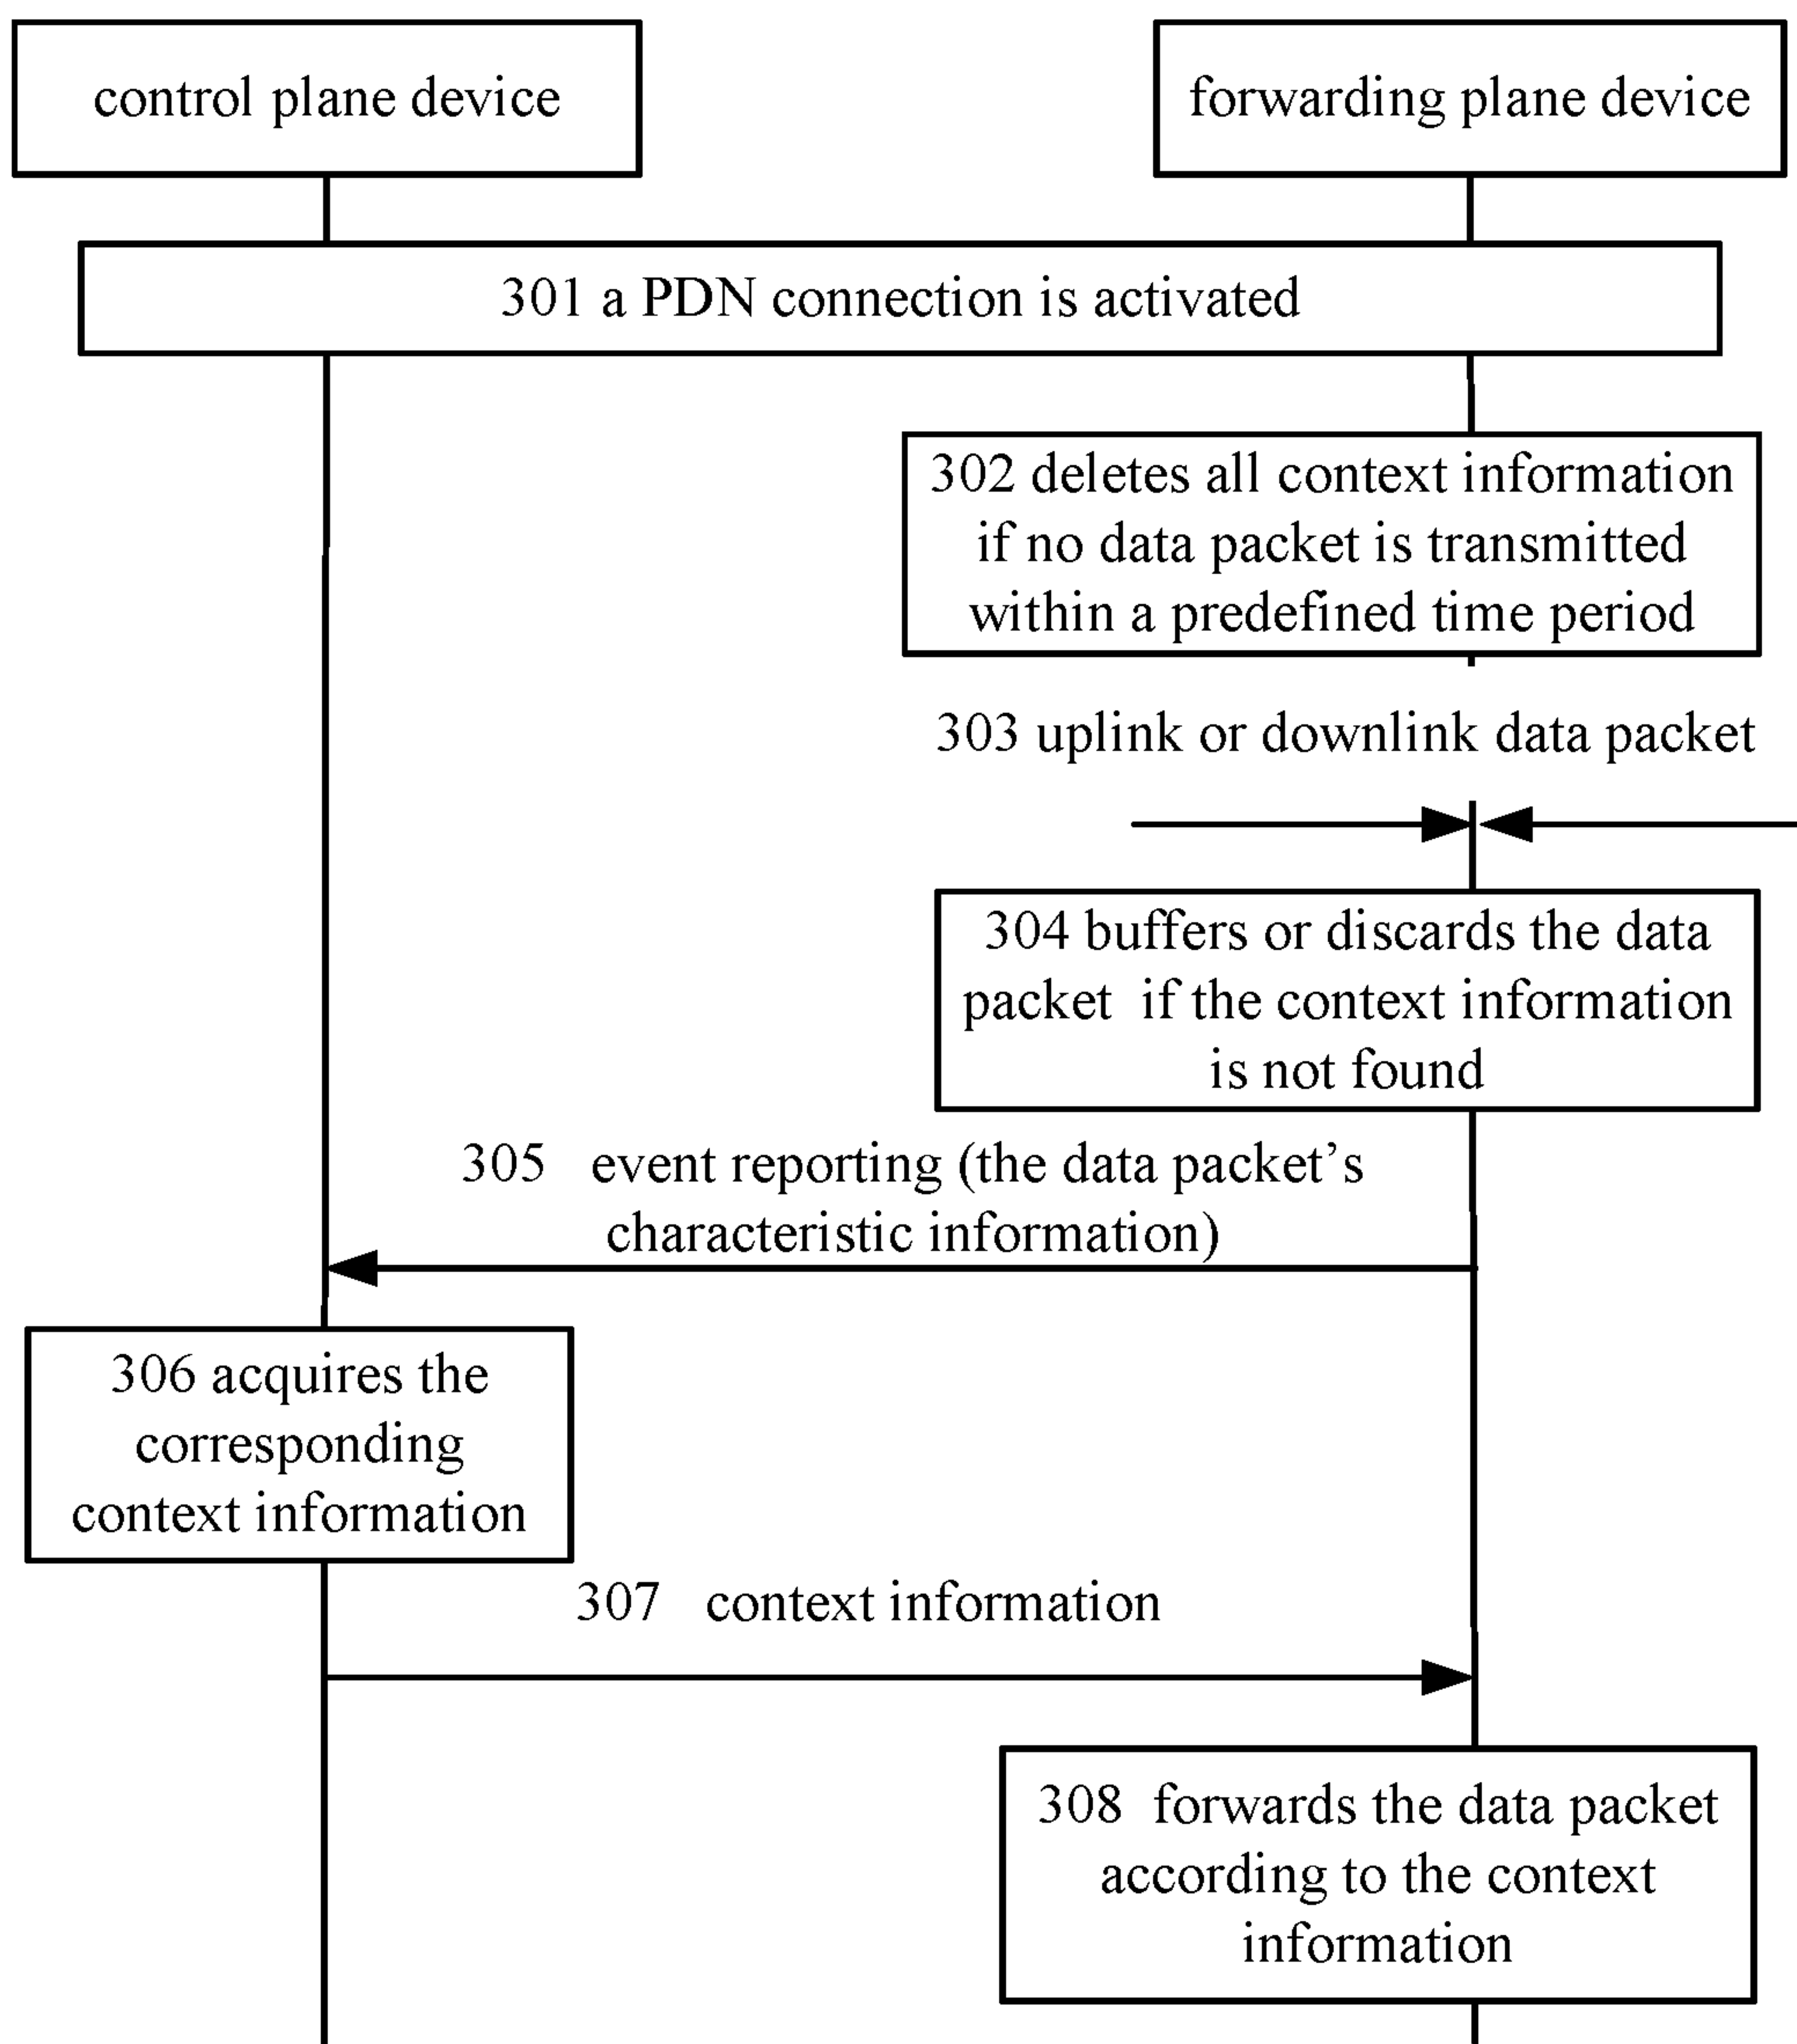 control plane device
forwarding plane device
301 a PDN connection is activated
302 deletes all context information
if no data packet is transmitted
within a predefined time period
303 uplink or downlink data packet
304 buffers or discards the data
packet if the context information
is not found
305 event reporting (the data packet’s
characteristic information)
306 acquires the
corresponding
context information
307 context information
308 forwards the data packet
according to the context
information